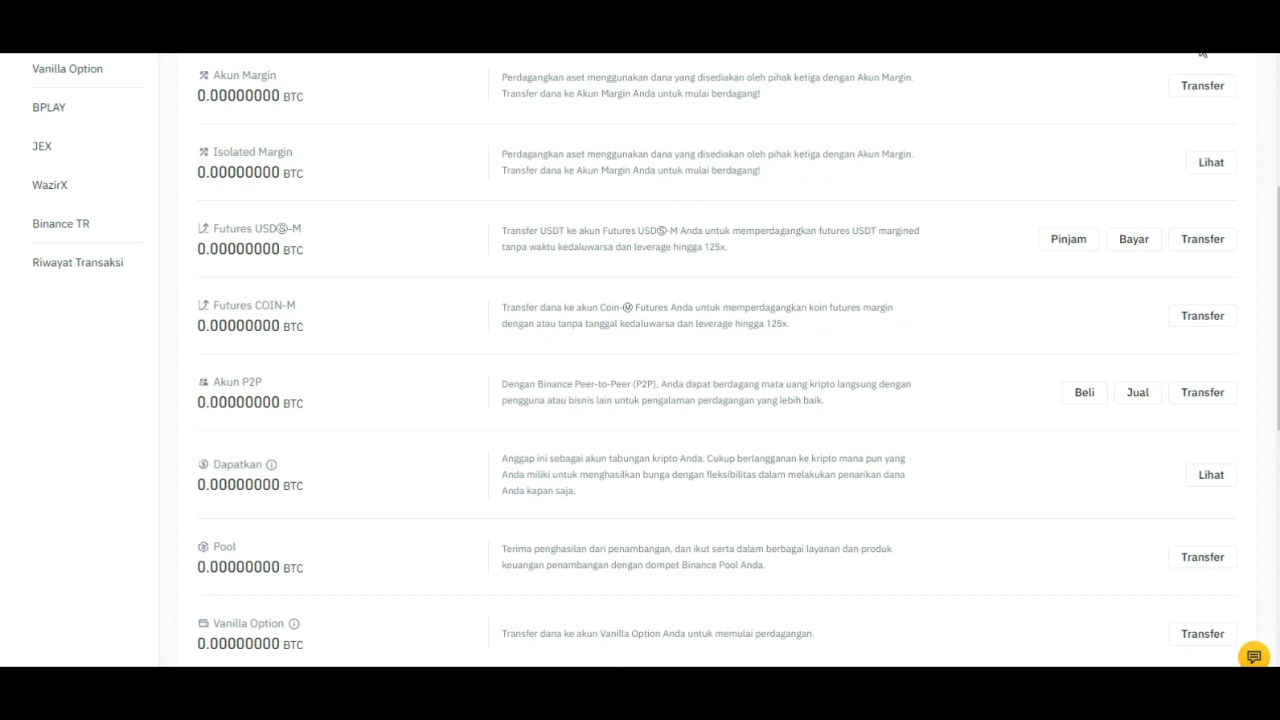 Vanilla Option
BPLAY
JEX
WazirX
Binance TR
Riwayat Transaksi
Akun Margin
0.00000000 BTC
Perdagangkan aset menggunakan dana yang disediakan oleh pihak ketiga dengan Akun Margin.
Transfer dana ke Akun Margin Anda untuk mulai berdagang!
Transfer
Isolated Margin
0.00000000 BTC
Perdagangkan aset menggunakan dana yang disediakan oleh pihak ketiga dengan Akun Margin.
Transfer dana ke Akun Margin Anda untuk mulai berdagang!
Lihat
Futures USDⓈ-M
0.00000000 BTC
Transfer USDT ke akun Futures USDⓈ-M Anda untuk memperdagangkan futures USDT margined
tanpa waktu kedaluwarsa dan leverage hingga 125x.
Pinjam Bayar Transfer
Futures COIN-M
0.00000000 BTC
Transfer dana ke akun Coin-Ⓜ Futures Anda untuk memperdagangkan koin futures margin
dengan atau tanpa tanggal kedaluwarsa dan leverage hingga 125x.
Transfer
Akun P2P
0.00000000 BTC
Dengan Binance Peer-to-Peer (P2P), Anda dapat berdagang mata uang kripto langsung dengan
pengguna atau bisnis lain untuk pengalaman perdagangan yang lebih baik.
Beli Jual Transfer
Dapatkan
0.00000000 BTC
Anggap ini sebagai akun tabungan kripto Anda. Cukup berlangganan ke kripto mana pun yang
Anda miliki untuk menghasilkan bunga dengan fleksibilitas dalam melakukan penarikan dana
Anda kapan saja.
Lihat
Pool
0.00000000 BTC
Terima penghasilan dari penambangan, dan ikut serta dalam berbagai layanan dan produk
keuangan penambangan dengan dompet Binance Pool Anda.
Transfer
Vanilla Option
0.00000000 BTC
Transfer dana ke akun Vanilla Option Anda untuk memulai perdagangan.
Transfer